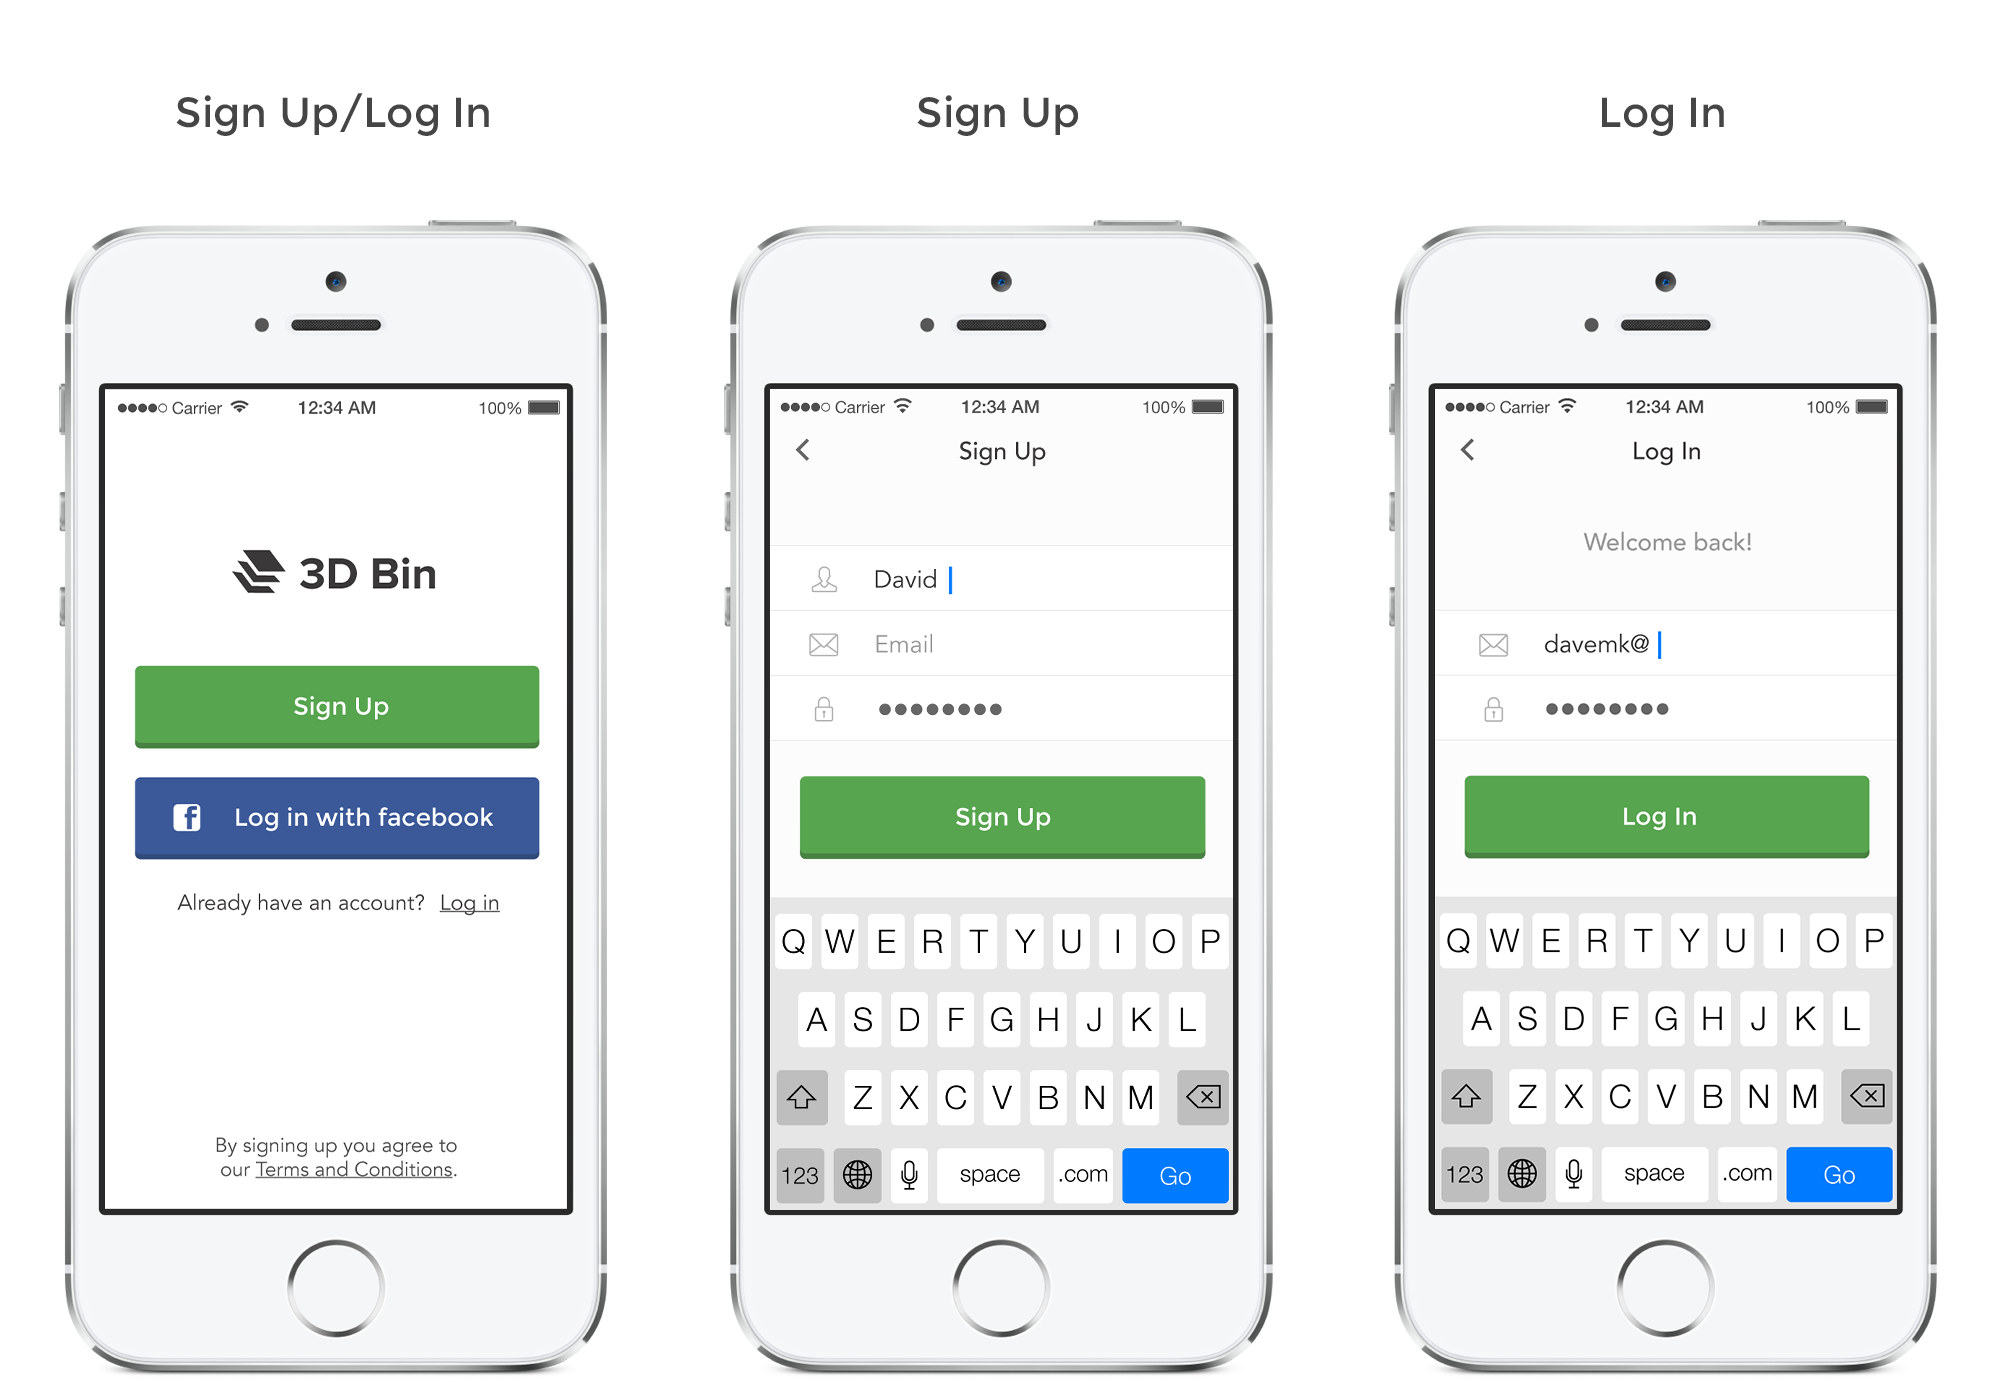 Sign Up/Log In
Carrier 12:34 AM 100%
3D Bin
Sign Up
f Log in with facebook
Already have an account? Log in
By signing up you agree to
our Terms and Conditions.
Sign Up
Carrier 12:34 AM 100%
Sign Up
David
Email
Sign Up
Q W E R T Y U I O P
A S D F G H J K L
Z X C V B N M
123 space .com Go
Log In
Carrier 12:34 AM 100%
Log In
Welcome back!
davemk@
Log In
Q W E R T Y U I O P
A S D F G H J K L
Z X C V B N M
123 space .com Go